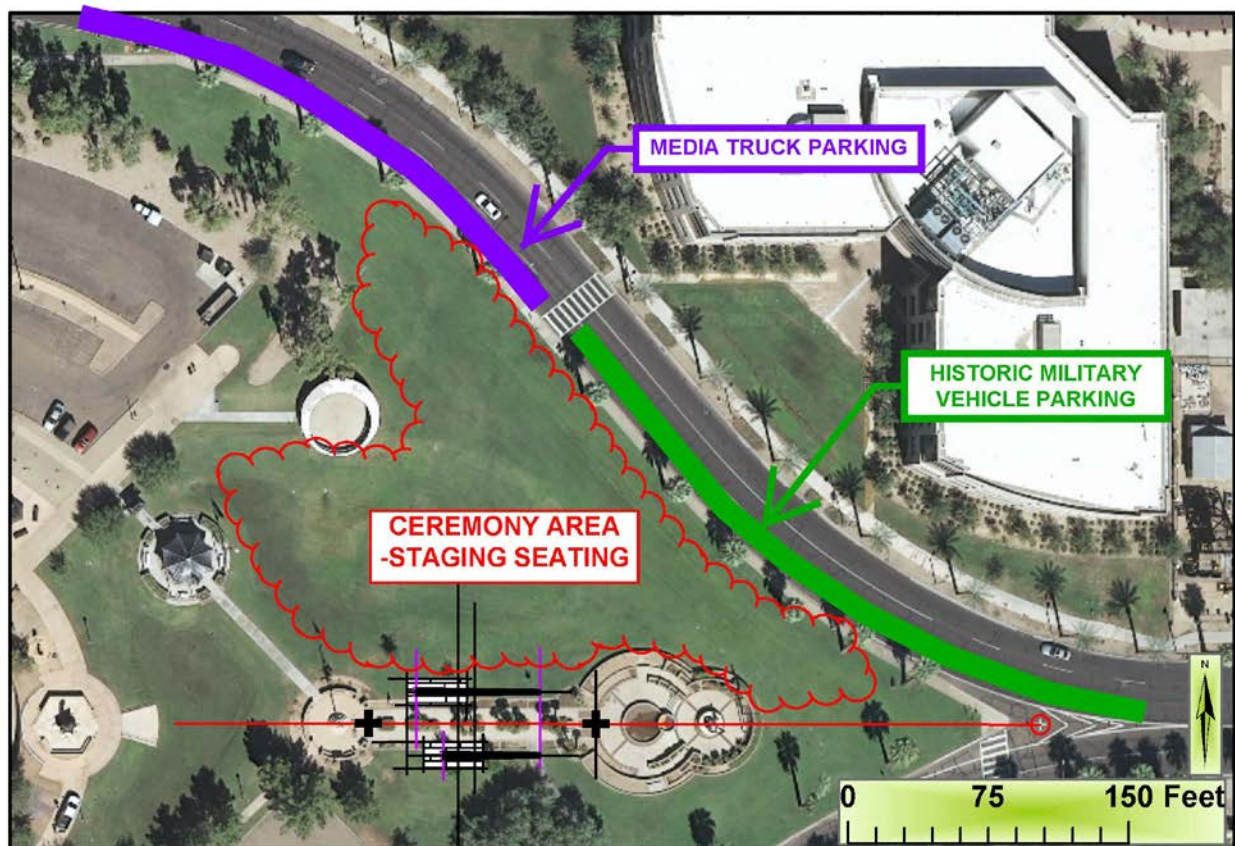 MEDIA TRUCK PARKING
HISTORIC MILITARY
VEHICLE PARKING
CEREMONY AREA
-STAGING SEATING
N
0 75 150 Feet